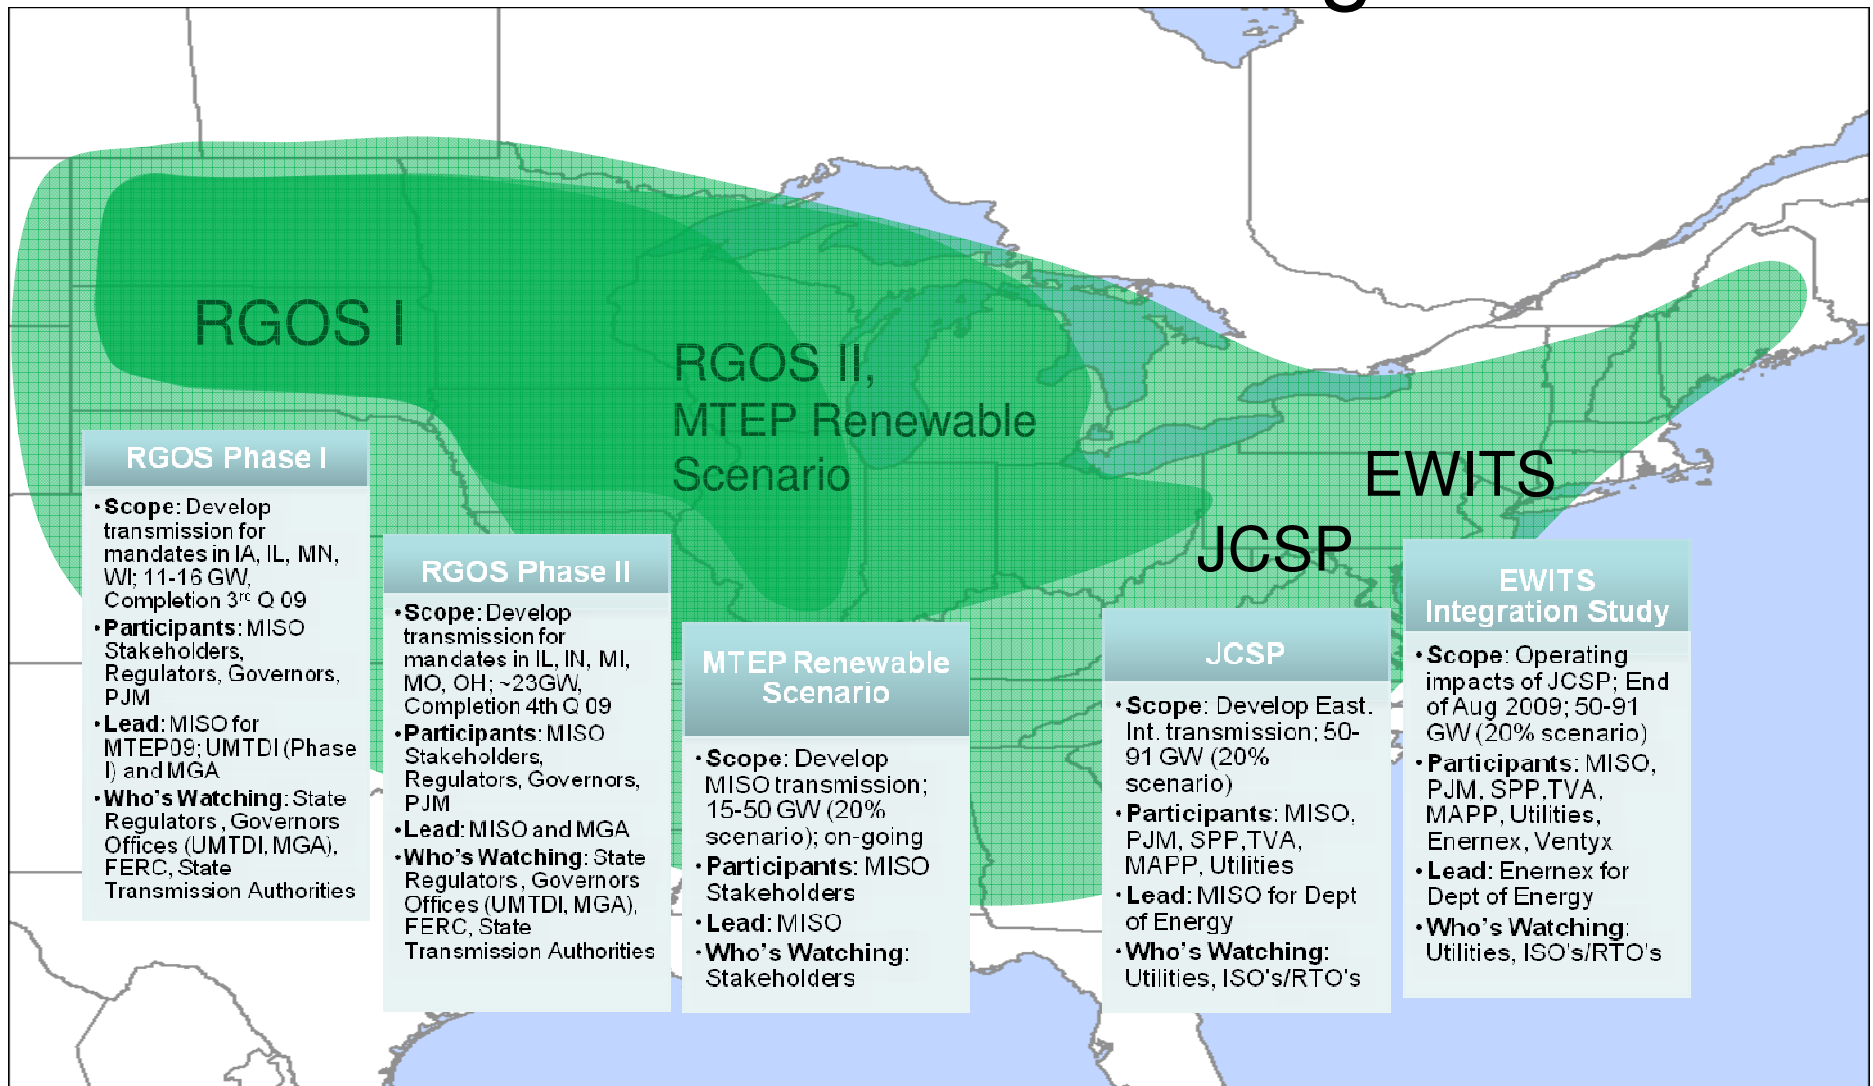 RGOS I
RGOS II,
MTEP Renewable
Scenario
EWITS
JCSP
RGOS Phase I
• Scope: Develop
transmission for
mandates in IA, IL, MN,
WI; 11-16 GW,
Completion 3rd Q 09
• Participants: MISO
Stakeholders,
Regulators, Governors,
PJM
• Lead: MISO for
MTEP09; UMTDI (Phase
I) and MGA
• Who's Watching: State
Regulators, Governors
Offices (UMTDI, MGA),
FERC, State
Transmission Authorities
RGOS Phase II
• Scope: Develop
transmission for
mandates in IL, IN, MI,
MO, OH; ~23GW,
Completion 4th Q 09
• Participants: MISO
Stakeholders,
Regulators, Governors,
PJM
• Lead: MISO and MGA
• Who's Watching: State
Regulators, Governors
Offices (UMTDI, MGA),
FERC, State
Transmission Authorities
MTEP Renewable
Scenario
• Scope: Develop
MISO transmission;
15-50 GW (20%
scenario); on-going
• Participants: MISO
Stakeholders
• Lead: MISO
• Who's Watching:
Stakeholders
JCSP
• Scope: Develop East.
Int. transmission; 50-
91 GW (20%
scenario)
• Participants: MISO,
PJM, SPP,TVA,
MAPP, Utilities
• Lead: MISO for Dept
of Energy
• Who's Watching:
Utilities, ISO's/RTO's
EWITS
Integration Study
• Scope: Operating
impacts of JCSP; End
of Aug 2009; 50-91
GW (20% scenario)
• Participants: MISO,
PJM, SPP,TVA,
MAPP, Utilities,
Enernex, Ventyx
• Lead: Enernex for
Dept of Energy
• Who's Watching:
Utilities, ISO's/RTO's